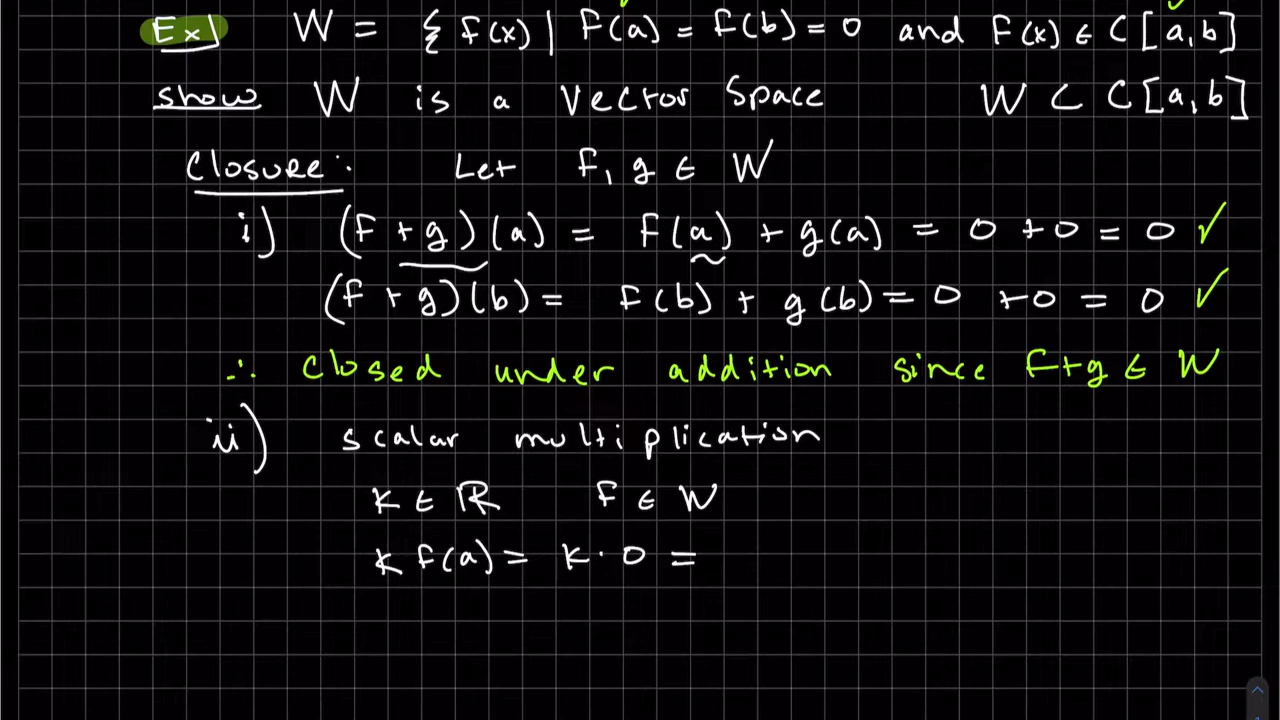 Ex) W = { f(x) | f(a) = f(b) = 0 and f(x) ∈ C[a,b]
show W is a vector space W ⊂ C[a,b]
Closure: Let f, g ∈ W
i) (f + g)(a) = f(a) + g(a) = 0 + 0 = 0 ✓
(f + g)(b) = f(b) + g(b) = 0 + 0 = 0 ✓
∴ closed under addition since f+g ∈ W
ii) scalar multiplication
k ∈ ℝ f ∈ W
k f(a) = k · 0 =